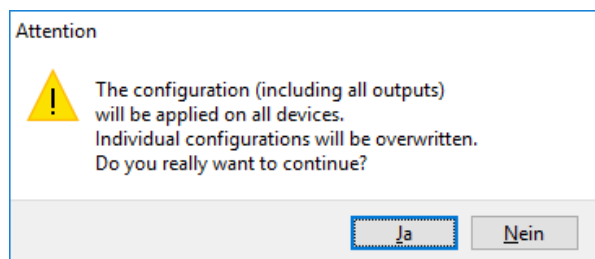 Attention
The configuration (including all outputs)
will be applied on all devices.
Individual configurations will be overwritten.
Do you really want to continue?
Ja
Nein